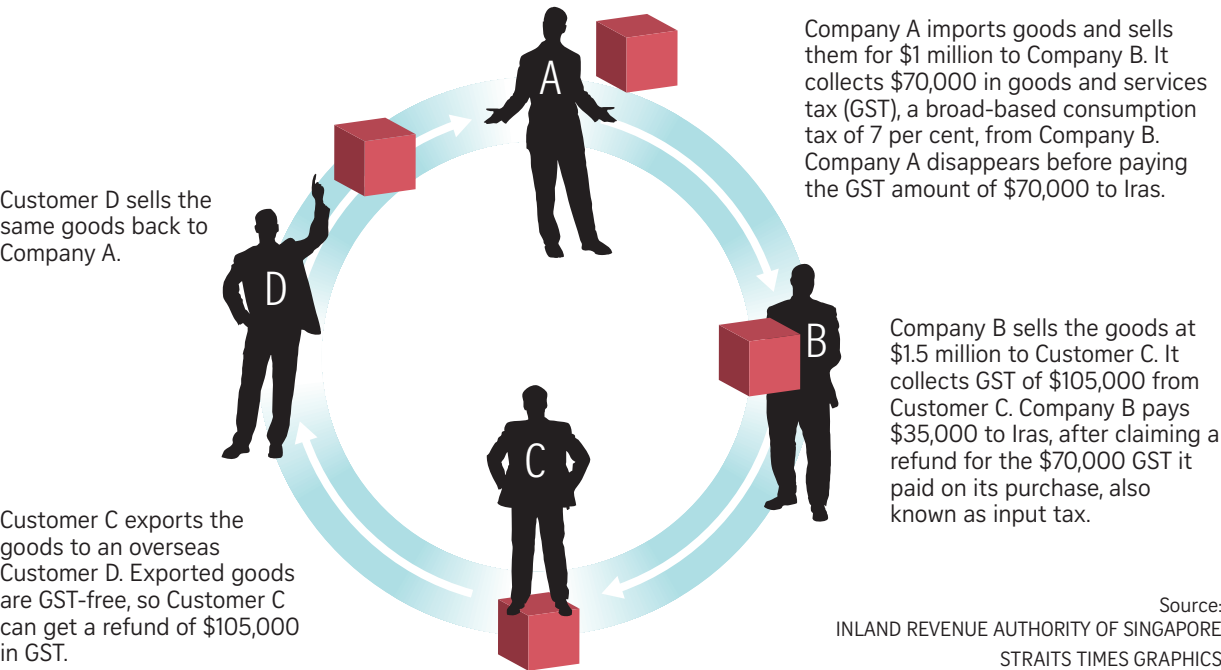 A
Company A imports goods and sells
them for $1 million to Company B. It
collects $70,000 in goods and services
tax (GST), a broad-based consumption
tax of 7 per cent, from Company B.
Company A disappears before paying
the GST amount of $70,000 to Iras.
B
Company B sells the goods at
$1.5 million to Customer C. It
collects GST of $105,000 from
Customer C. Company B pays
$35,000 to Iras, after claiming a
refund for the $70,000 GST it
paid on its purchase, also
known as input tax.
C
Customer C exports the
goods to an overseas
Customer D. Exported goods
are GST-free, so Customer C
can get a refund of $105,000
in GST.
D
Customer D sells the
same goods back to
Company A.
Source:
INLAND REVENUE AUTHORITY OF SINGAPORE
STRAITS TIMES GRAPHICS